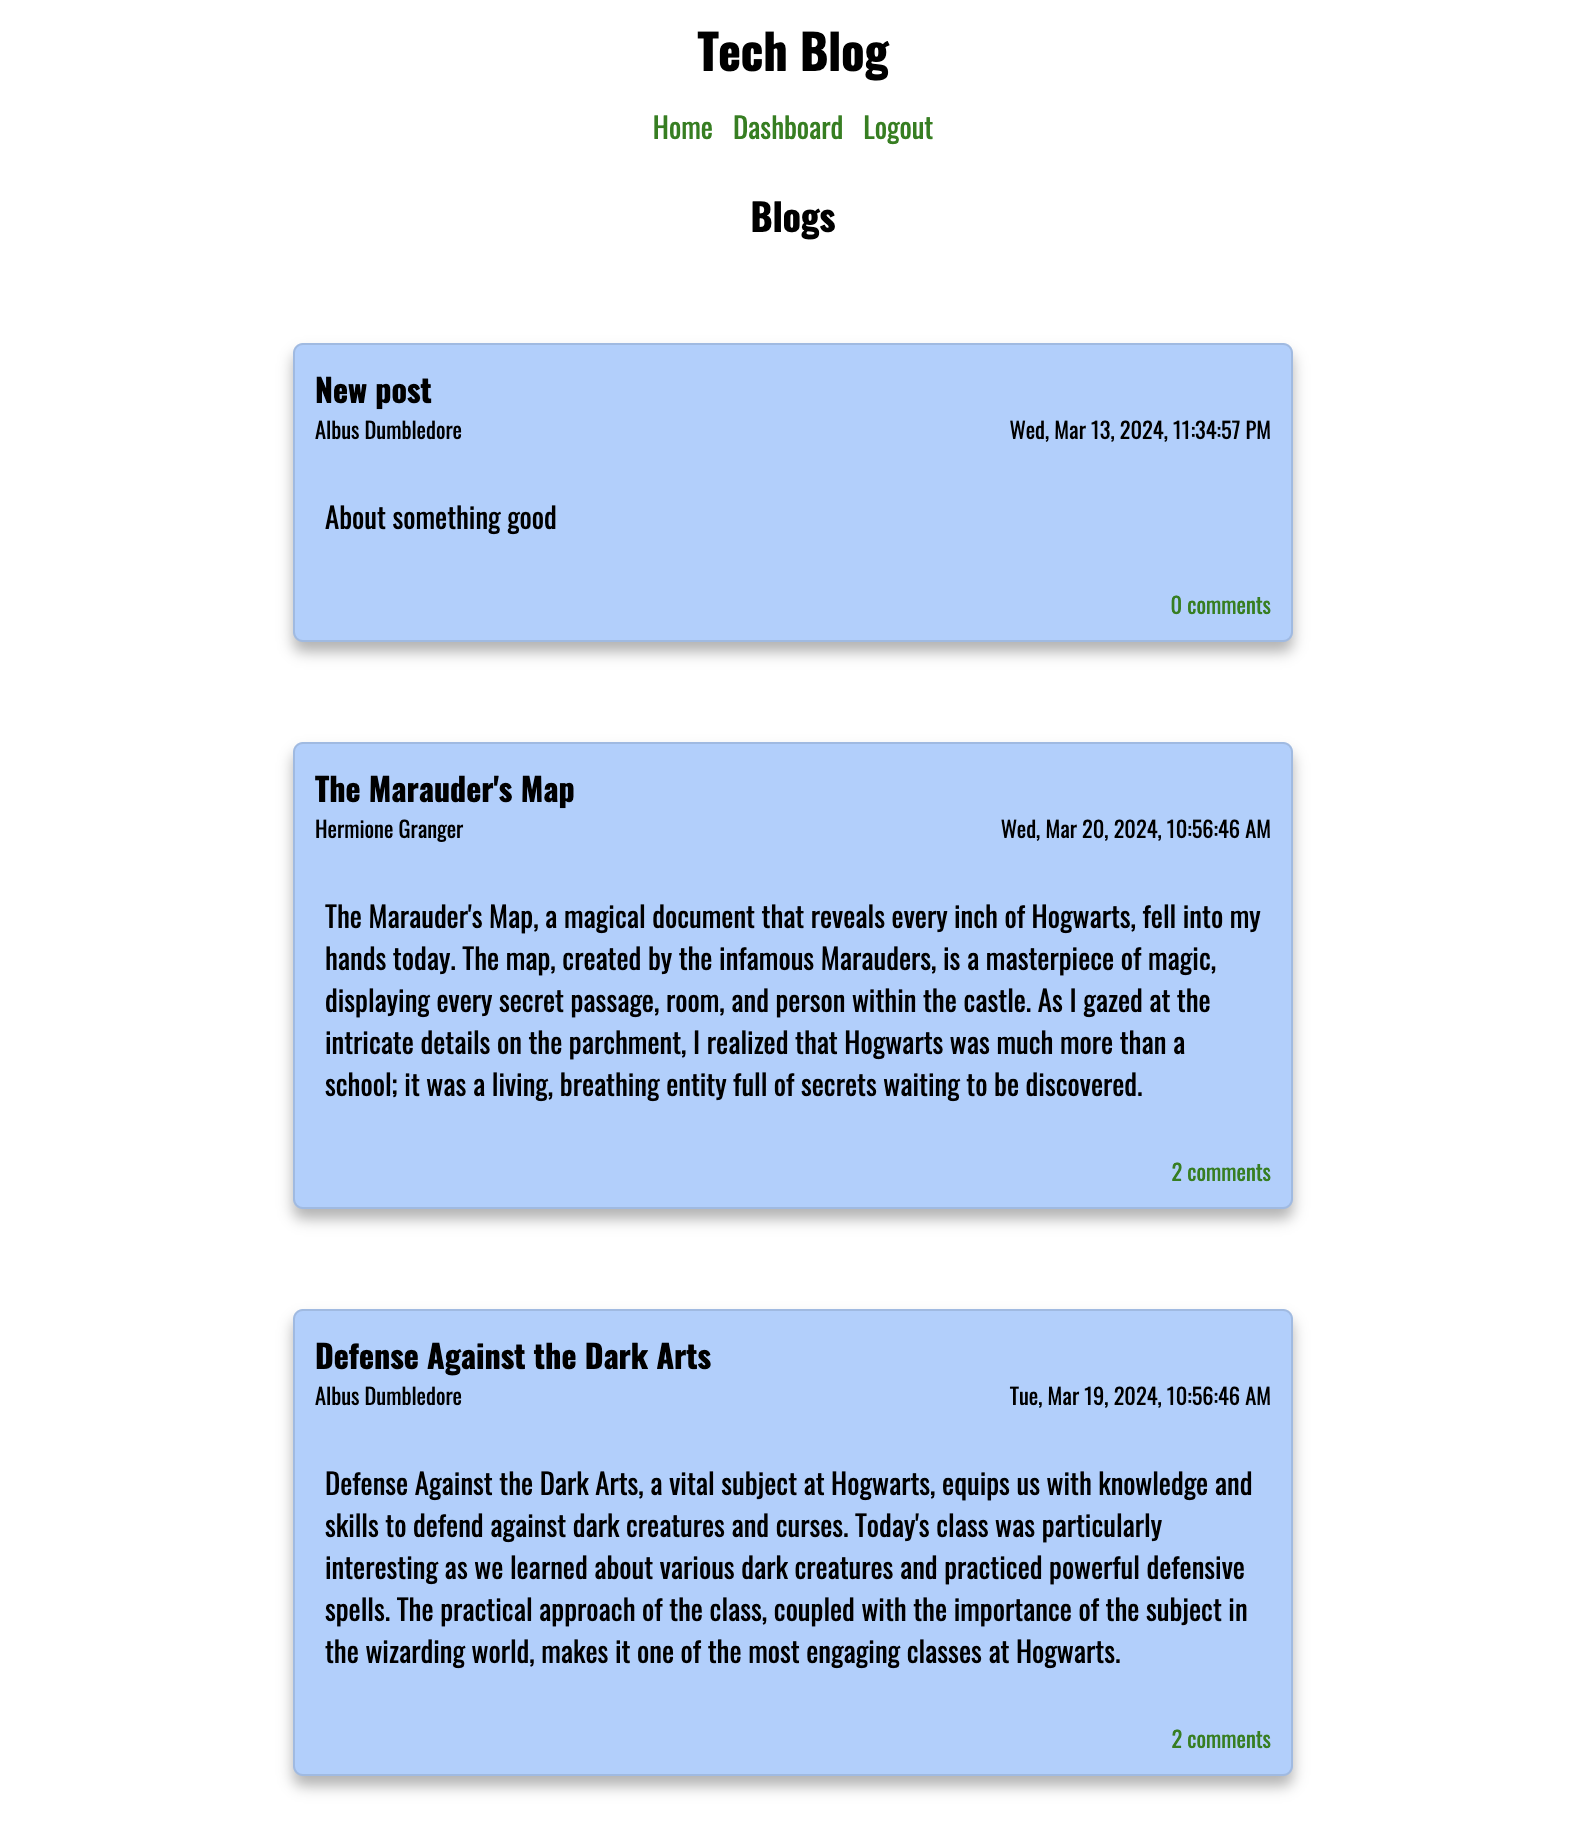 Tech Blog
Home Dashboard Logout
Blogs
New post
Albus Dumbledore Wed, Mar 13, 2024, 11:34:57 PM
About something good
0 comments
The Marauder's Map
Hermione Granger Wed, Mar 20, 2024, 10:56:46 AM
The Marauder's Map, a magical document that reveals every inch of Hogwarts, fell into my
hands today. The map, created by the infamous Marauders, is a masterpiece of magic,
displaying every secret passage, room, and person within the castle. As I gazed at the
intricate details on the parchment, I realized that Hogwarts was much more than a
school; it was a living, breathing entity full of secrets waiting to be discovered.
2 comments
Defense Against the Dark Arts
Albus Dumbledore Tue, Mar 19, 2024, 10:56:46 AM
Defense Against the Dark Arts, a vital subject at Hogwarts, equips us with knowledge and
skills to defend against dark creatures and curses. Today's class was particularly
interesting as we learned about various dark creatures and practiced powerful defensive
spells. The practical approach of the class, coupled with the importance of the subject in
the wizarding world, makes it one of the most engaging classes at Hogwarts.
2 comments